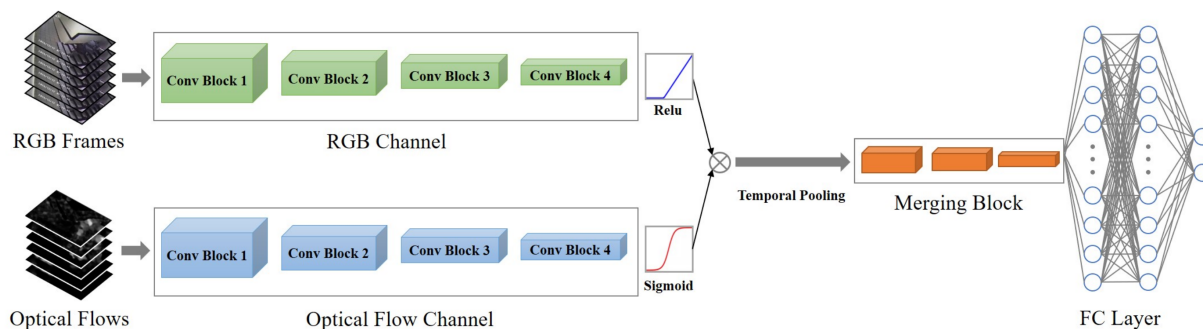 Conv Block 1
Conv Block 2
Conv Block 3
Conv Block 4
Relu
RGB Frames
RGB Channel
Temporal Pooling
Merging Block
Conv Block 1
Conv Block 2
Conv Block 3
Conv Block 4
Sigmoid
Optical Flows
Optical Flow Channel
FC Layer